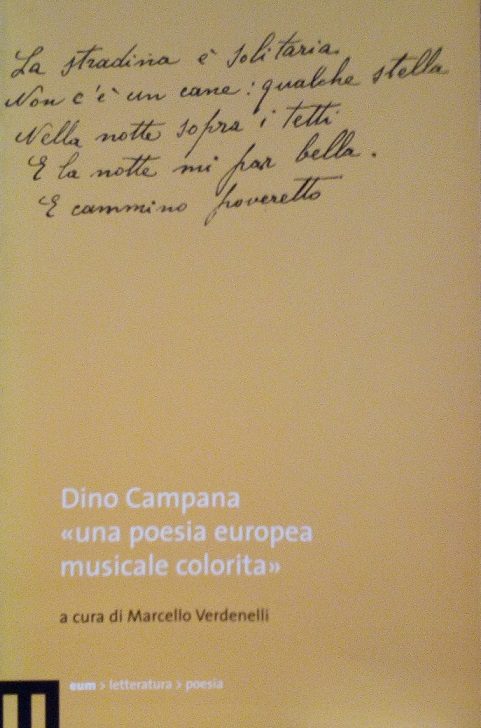 La stradina è solitaria
Non c'è un cane: qualche stella
Nella notte sopra i tetti
E la notte mi par bella.
E cammino poveretto
Dino Campana
«una poesia europea
musicale colorita»
a cura di Marcello Verdenelli
eum > letteratura > poesia